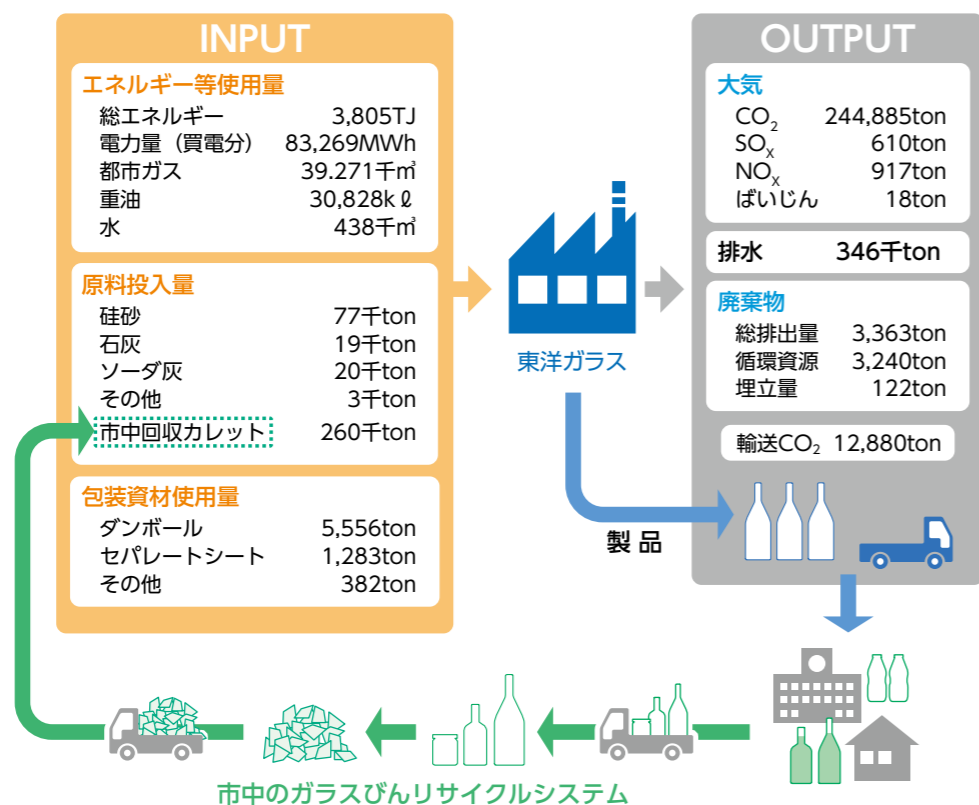 INPUT
エネルギー等使用量
総エネルギー 3,805TJ
電力量（買電分） 83,269MWh
都市ガス 39.271千㎥
重油 30,828kℓ
水 438千㎥
原料投入量
硅砂 77千ton
石灰 19千ton
ソーダ灰 20千ton
その他 3千ton
市中回収カレット 260千ton
包装資材使用量
ダンボール 5,556ton
セパレートシート 1,283ton
その他 382ton
東洋ガラス
製品
OUTPUT
大気
CO₂ 244,885ton
SOX 610ton
NOX 917ton
ばいじん 18ton
排水 346千ton
廃棄物
総排出量 3,363ton
循環資源 3,240ton
埋立量 122ton
輸送CO₂ 12,880ton
市中のガラスびんリサイクルシステム